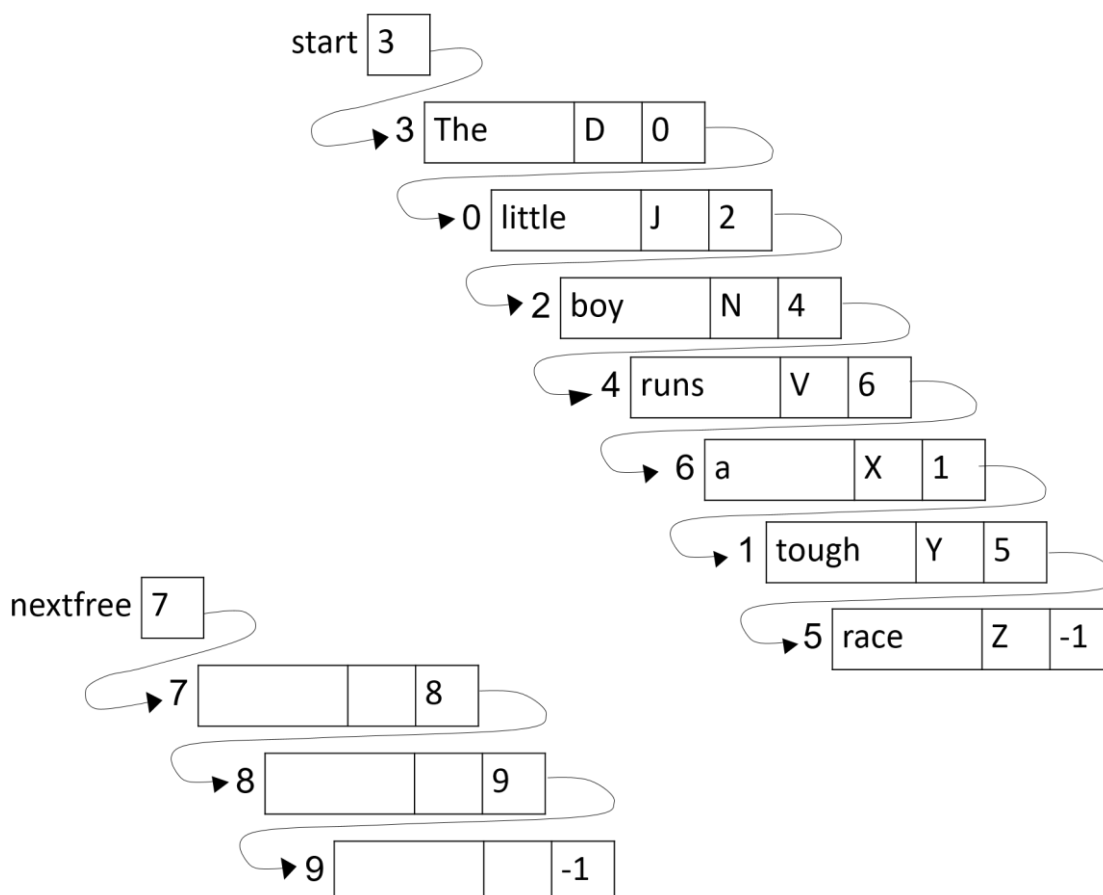 start 3
3 The D 0
0 little J 2
2 boy N 4
4 runs V 6
6 a X 1
1 tough Y 5
5 race Z -1
nextfree 7
7 8
8 9
9 -1